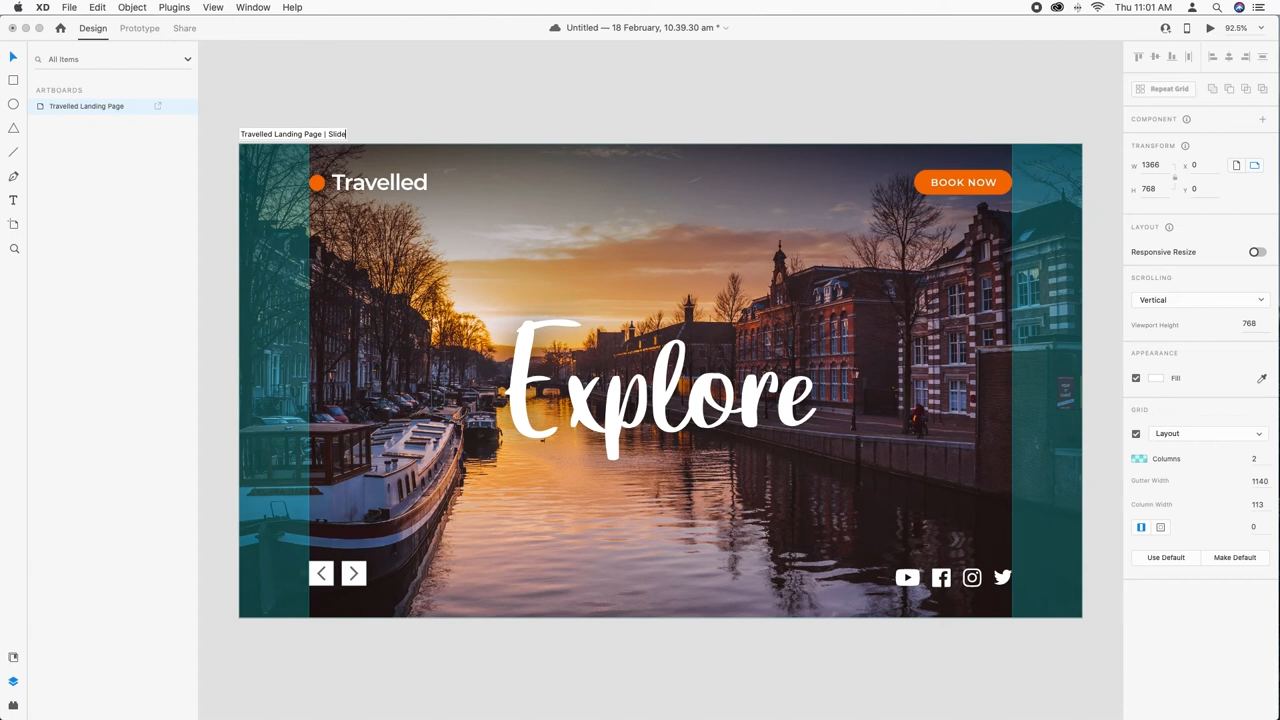 XD File Edit Object Plugins View Window Help Thu 11:01 AM
Design Prototype Share Untitled — 18 February, 10.39.30 am * 92.5%
All Items
ARTBOARDS
Travelled Landing Page
Travelled Landing Page | Slide
Travelled
BOOK NOW
Explore
Repeat Grid
COMPONENT
TRANSFORM
W 1366 X 0
H 768 Y 0
LAYOUT
Responsive Resize
SCROLLING
Vertical
Viewport Height 768
APPEARANCE
Fill
GRID
Layout
Columns 2
Gutter Width 1140
Column Width 113
0
Use Default Make Default